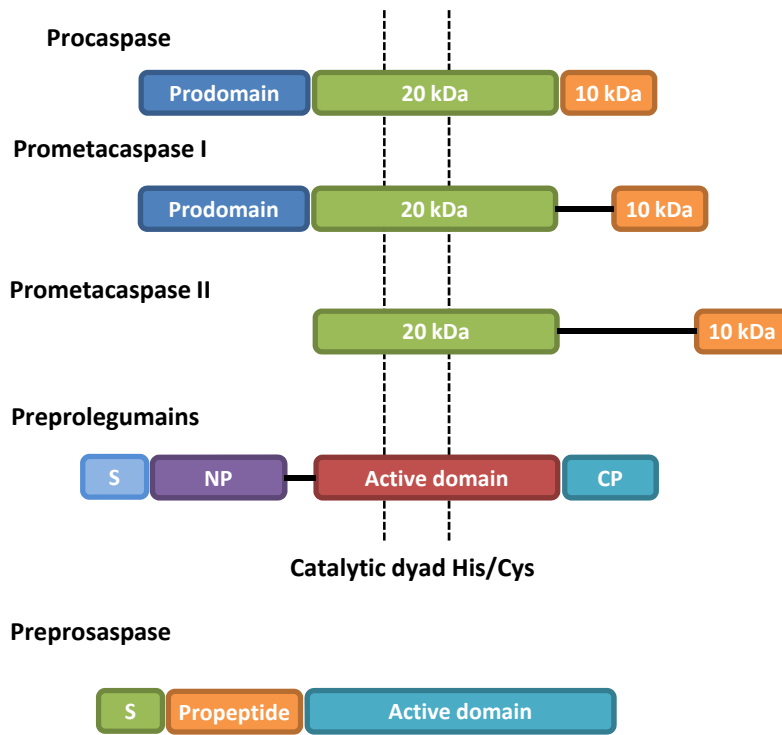 Procaspase
Prodomain 20 kDa 10 kDa
Prometacaspase I
Prodomain 20 kDa 10 kDa
Prometacaspase II
20 kDa 10 kDa
Preprolegumains
S NP Active domain CP
Catalytic dyad His/Cys
Preprosaspase
S Propeptide Active domain